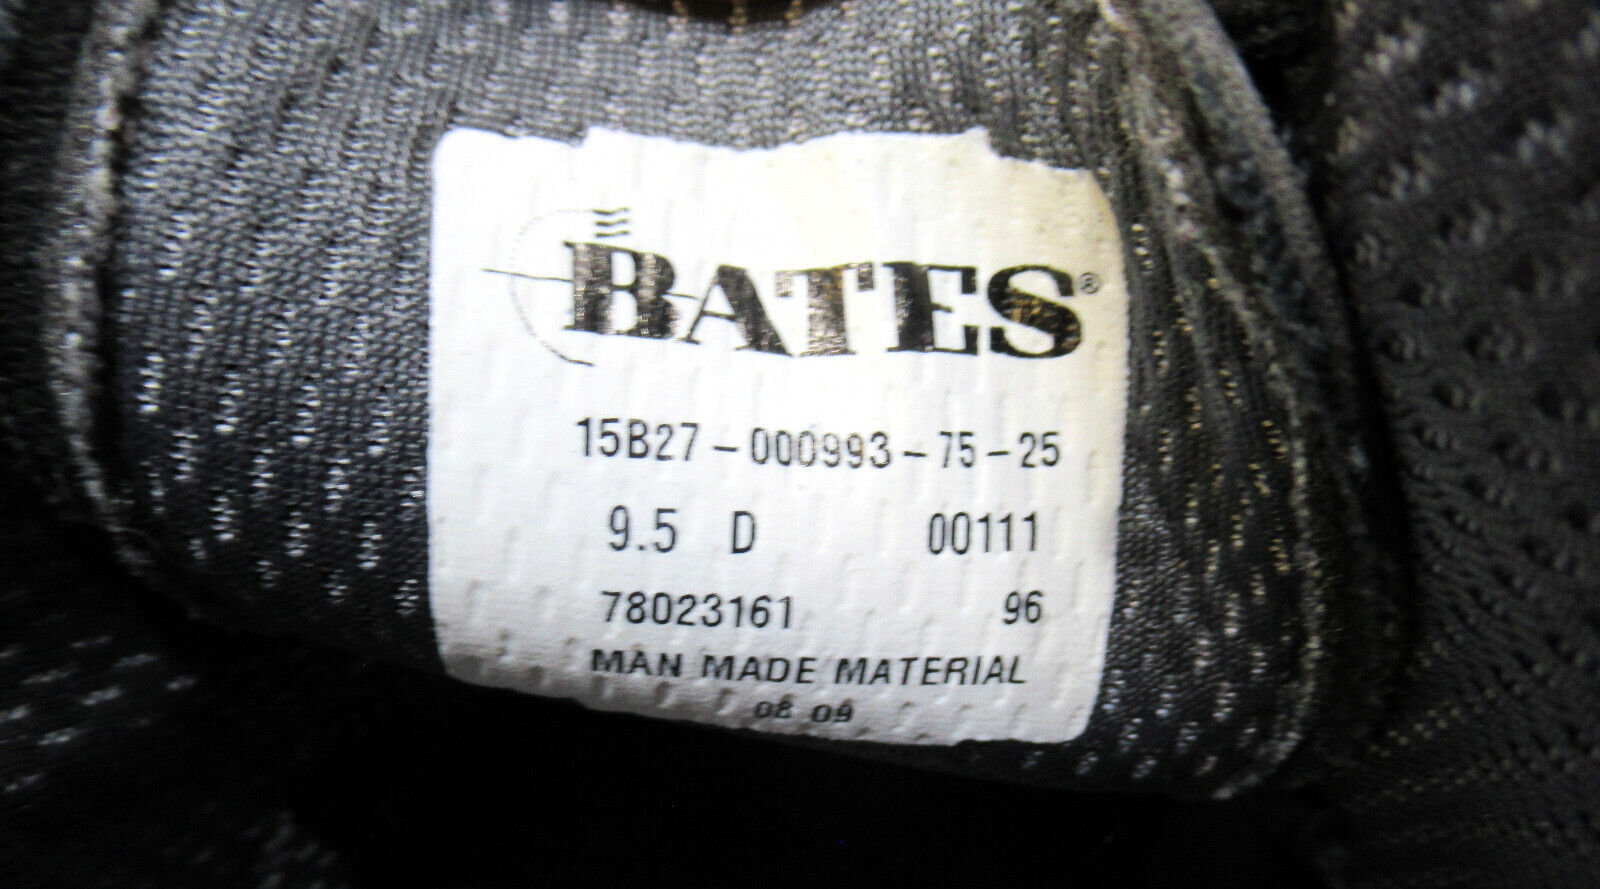 BATES®
15B27-000993-75-25
9.5 D 00111
78023161 96
MAN MADE MATERIAL
08 09